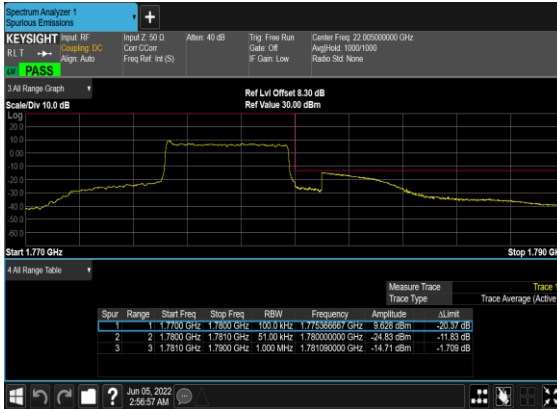 Spectrum Analyzer 1
Spurious Emissions
+
KEYSIGHT Input: RF Input Z: 50 Ω Atten: 40 dB Trig: Free Run Center Freq: 22.005000000 GHz
RLT Coupling: DC Corr CCorr Gate: Off Avg|Hold: 1000/1000
Align: Auto Freq Ref: Int (S) IF Gain: Low Radio Std: None
PASS
3 All Range Graph
Ref Lvl Offset 8.30 dB
Scale/Div 10.0 dB Ref Value 30.00 dBm
Log
20.0
10.0
0.00
-10.0
-20.0
-30.0
-40.0
-50.0
-60.0
Start 1.770 GHz Stop 1.790 G
4 All Range Table
Measure Trace Trace 1
Trace Type Trace Average (Active
Spur Range Start Freq Stop Freq RBW Frequency Amplitude ΔLimit
1 1 1.7700 GHz 1.7800 GHz 100.0 kHz 1.775366667 GHz 9.628 dBm -20.37 dB
2 2 1.7800 GHz 1.7810 GHz 51.00 kHz 1.780000000 GHz -24.83 dBm -11.83 dB
3 3 1.7810 GHz 1.7900 GHz 1.000 MHz 1.781090000 GHz -14.71 dBm -1.709 dB
? Jun 05, 2022
2:56:57 AM